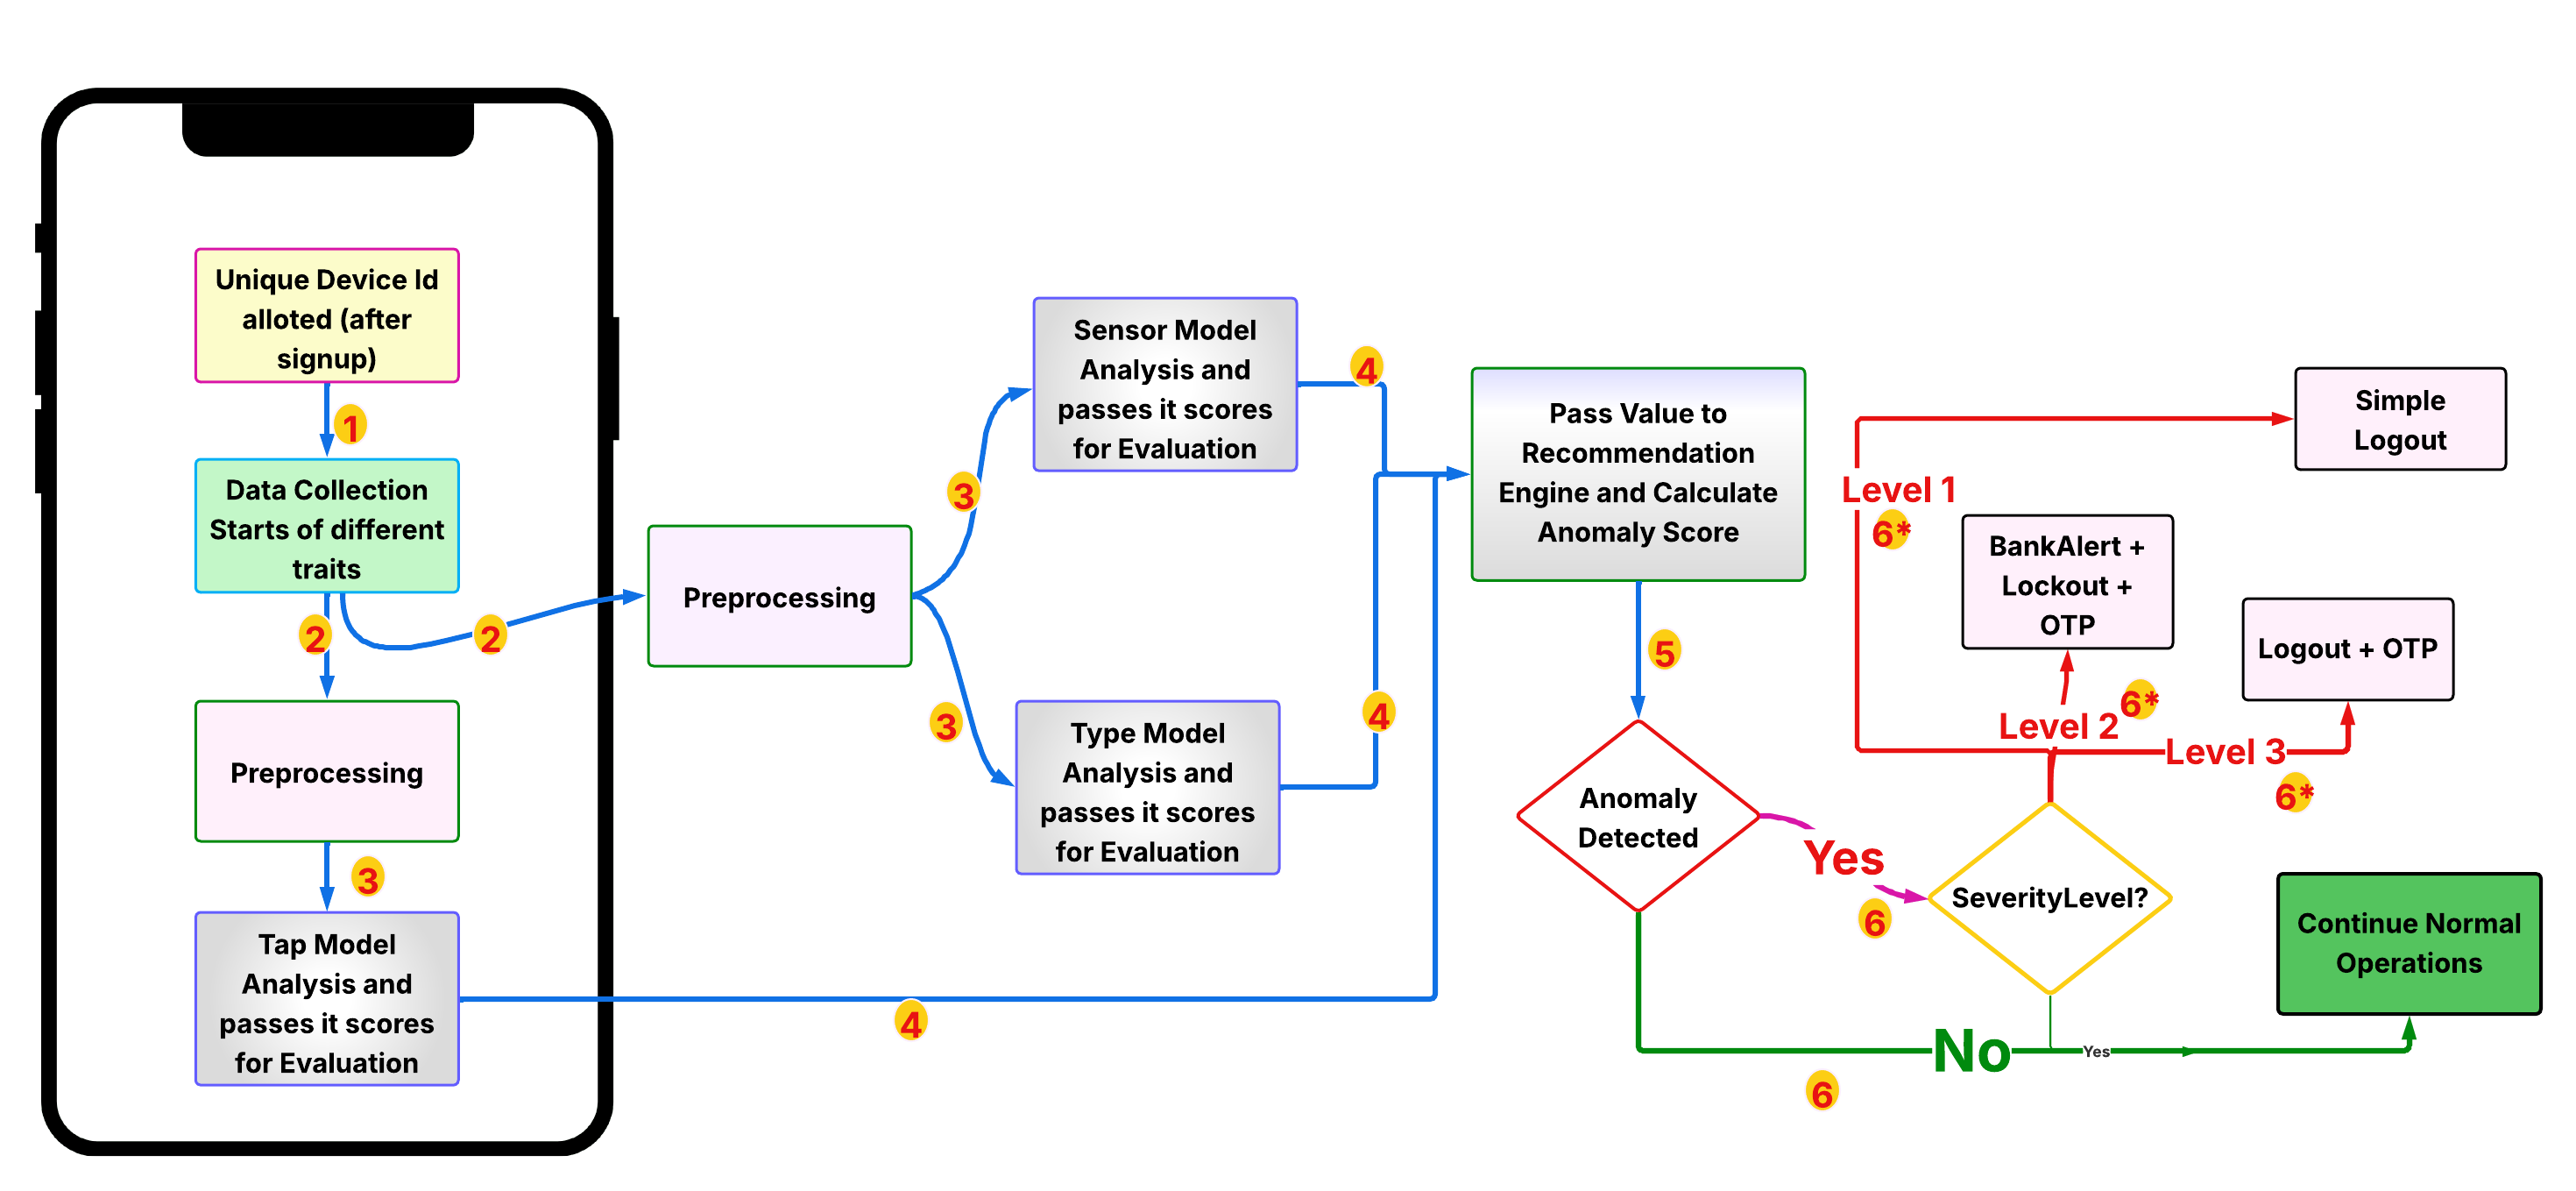 Unique Device Id
alloted (after
signup)
1
Data Collection
Starts of different
traits
2
2
Preprocessing
3
Tap Model
Analysis and
passes it scores
for Evaluation
4
Preprocessing
3
3
Sensor Model
Analysis and
passes it scores
for Evaluation
4
Type Model
Analysis and
passes it scores
for Evaluation
4
Pass Value to
Recommendation
Engine and Calculate
Anomaly Score
5
Anomaly
Detected
Yes
6
No
6
SeverityLevel?
Yes
Level 1
6*
Simple
Logout
Level 2
6*
BankAlert +
Lockout +
OTP
Level 3
6*
Logout + OTP
Continue Normal
Operations